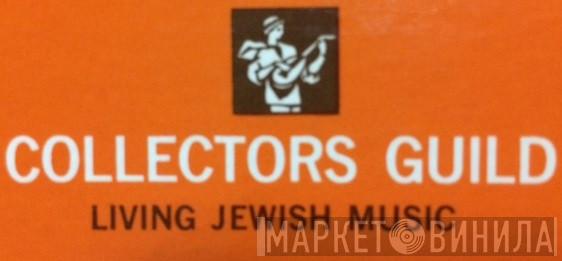 COLLECTORS GUILD
LIVING JEWISH MUSIC
МАРКЕТ ВИНИЛА